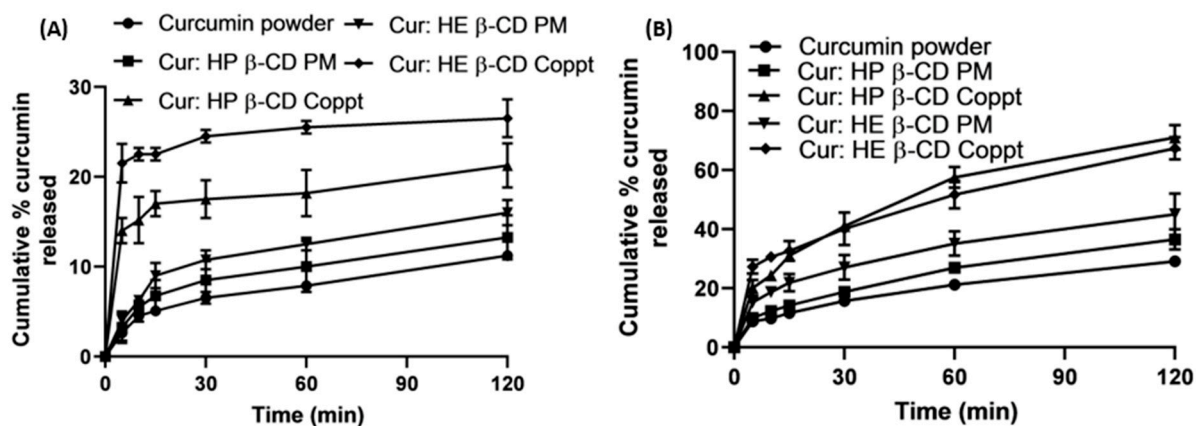 (A)
Curcumin powder
Cur: HE β-CD PM
Cur: HP β-CD PM
Cur: HE β-CD Coppt
Cur: HP β-CD Coppt
Cumulative % curcumin
released
30
20
10
0
0
30
60
90
120
Time (min)
(B)
Curcumin powder
Cur: HP β-CD PM
Cur: HP β-CD Coppt
Cur: HE β-CD PM
Cur: HE β-CD Coppt
Cumulative % curcumin
released
100
80
60
40
20
0
0
30
60
90
120
Time (min)